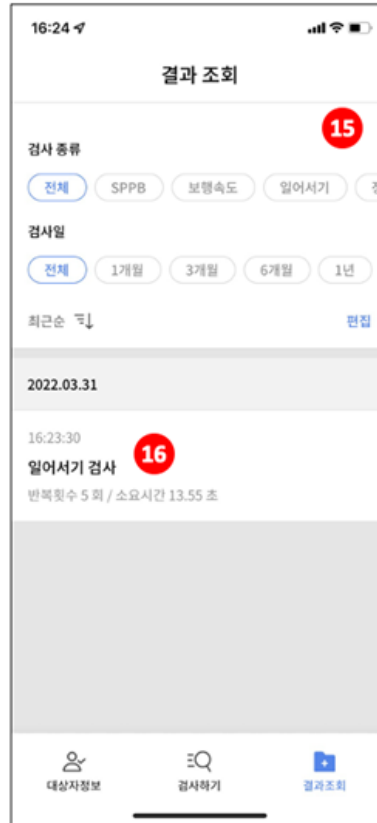 16:24
결과 조회
15
검사 종류
전체 SPPB 보행속도 일어서기
검사일
전체 1개월 3개월 6개월 1년
최근순 편집
2022.03.31
16:23:30
일어서기 검사 16
반복횟수 5 회 / 소요시간 13.55 초
대상자정보 검사하기 결과조회